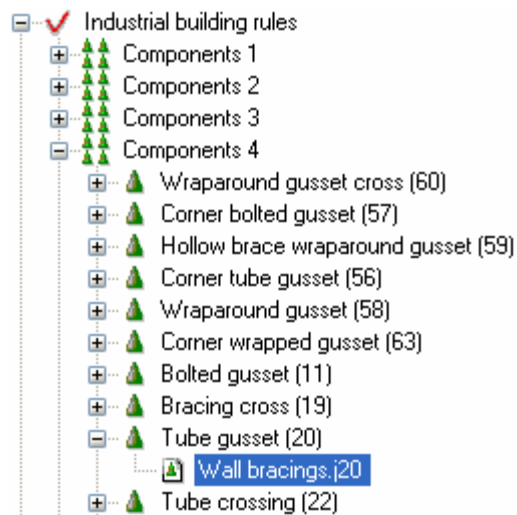 Industrial building rules
Components 1
Components 2
Components 3
Components 4
Wraparound gusset cross (60)
Corner bolted gusset (57)
Hollow brace wraparound gusset (59)
Corner tube gusset (56)
Wraparound gusset (58)
Corner wrapped gusset (63)
Bolted gusset (11)
Bracing cross (19)
Tube gusset (20)
Wall bracings.j20
Tube crossing (22)